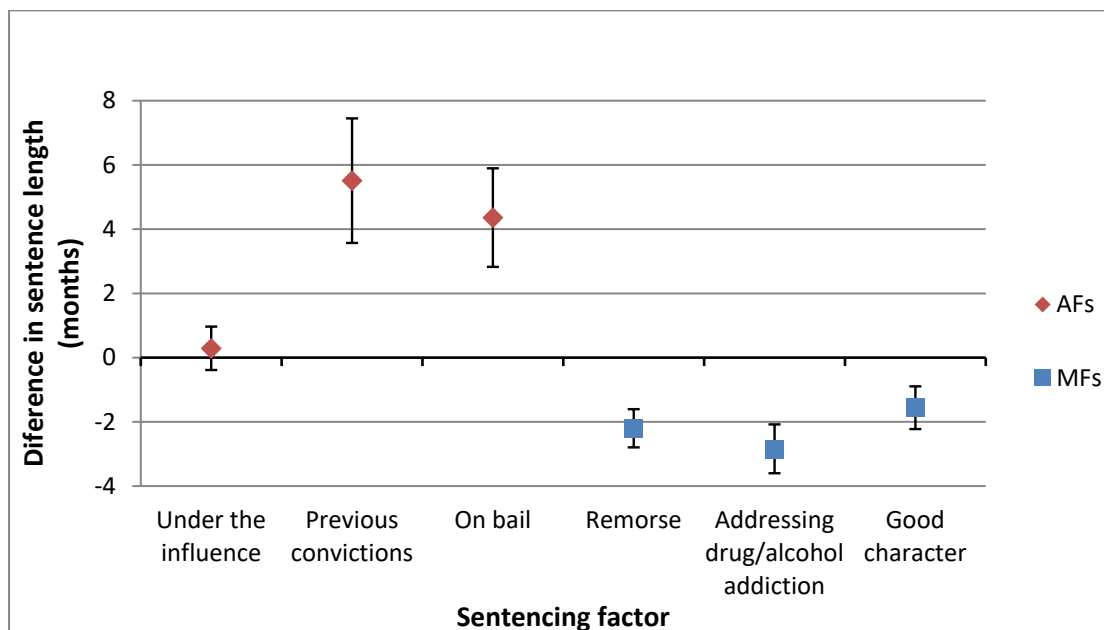 Diference in sentence length
(months)
8
6
4
2
0
-2
-4
Under the
influence
Previous
convictions
On bail
Remorse
Addressing
drug/alcohol
addiction
Good
character
Sentencing factor
AFs
MFs